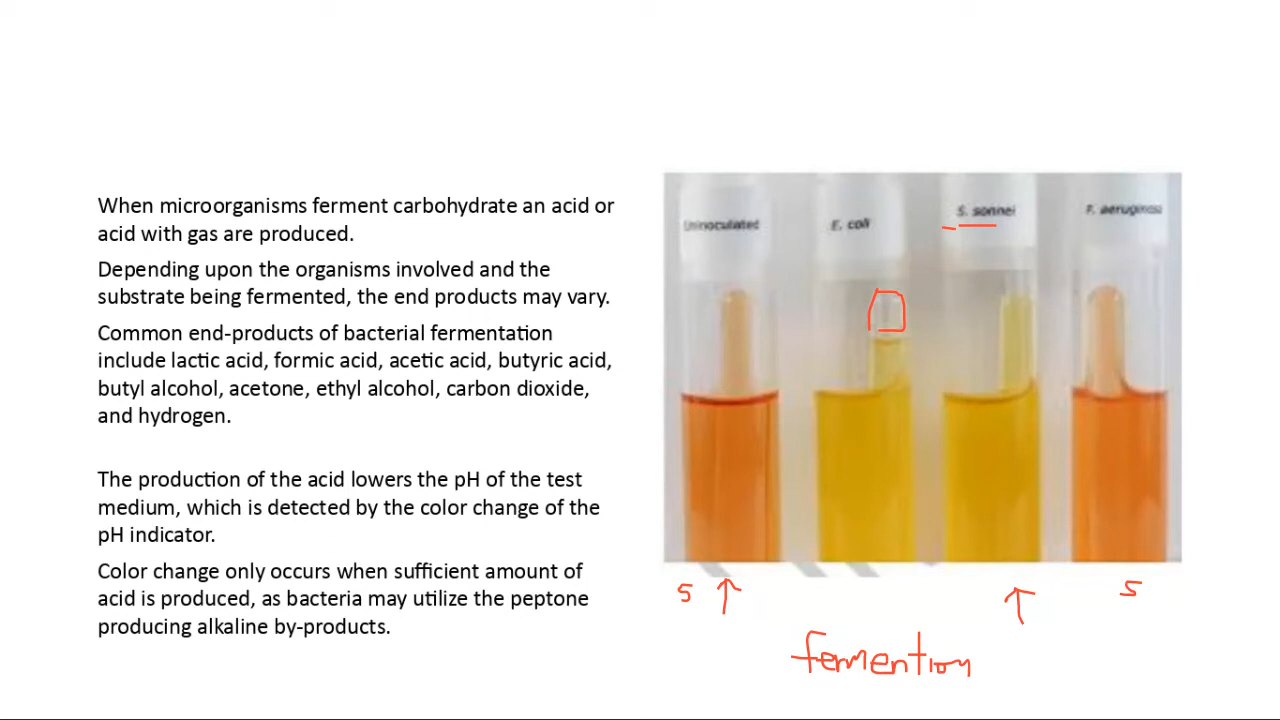 When microorganisms ferment carbohydrate an acid or
acid with gas are produced.
Depending upon the organisms involved and the
substrate being fermented, the end products may vary.
Common end-products of bacterial fermentation
include lactic acid, formic acid, acetic acid, butyric acid,
butyl alcohol, acetone, ethyl alcohol, carbon dioxide,
and hydrogen.
The production of the acid lowers the pH of the test
medium, which is detected by the color change of the
pH indicator.
Color change only occurs when sufficient amount of
acid is produced, as bacteria may utilize the peptone
producing alkaline by-products.
Uninoculated
E. coli
S. sonnei
P. aeruginosa
5
5
fermention